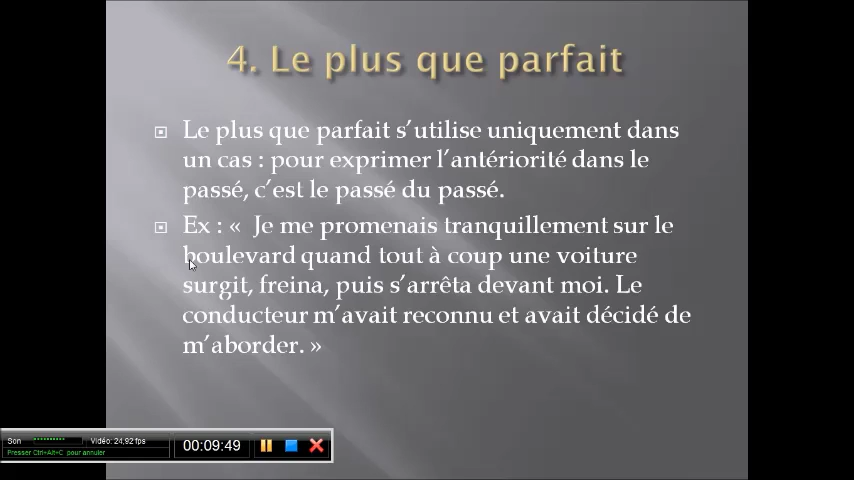 4. Le plus que parfait
Le plus que parfait s’utilise uniquement dans
un cas : pour exprimer l’antériorité dans le
passé, c’est le passé du passé.
Ex : « Je me promenais tranquillement sur le
boulevard quand tout à coup une voiture
surgit, freina, puis s’arrêta devant moi. Le
conducteur m’avait reconnu et avait décidé de
m’aborder. »
Son Vidéo: 24,92 fps 00:09:49
Presser Ctrl+Alt+C pour annuler